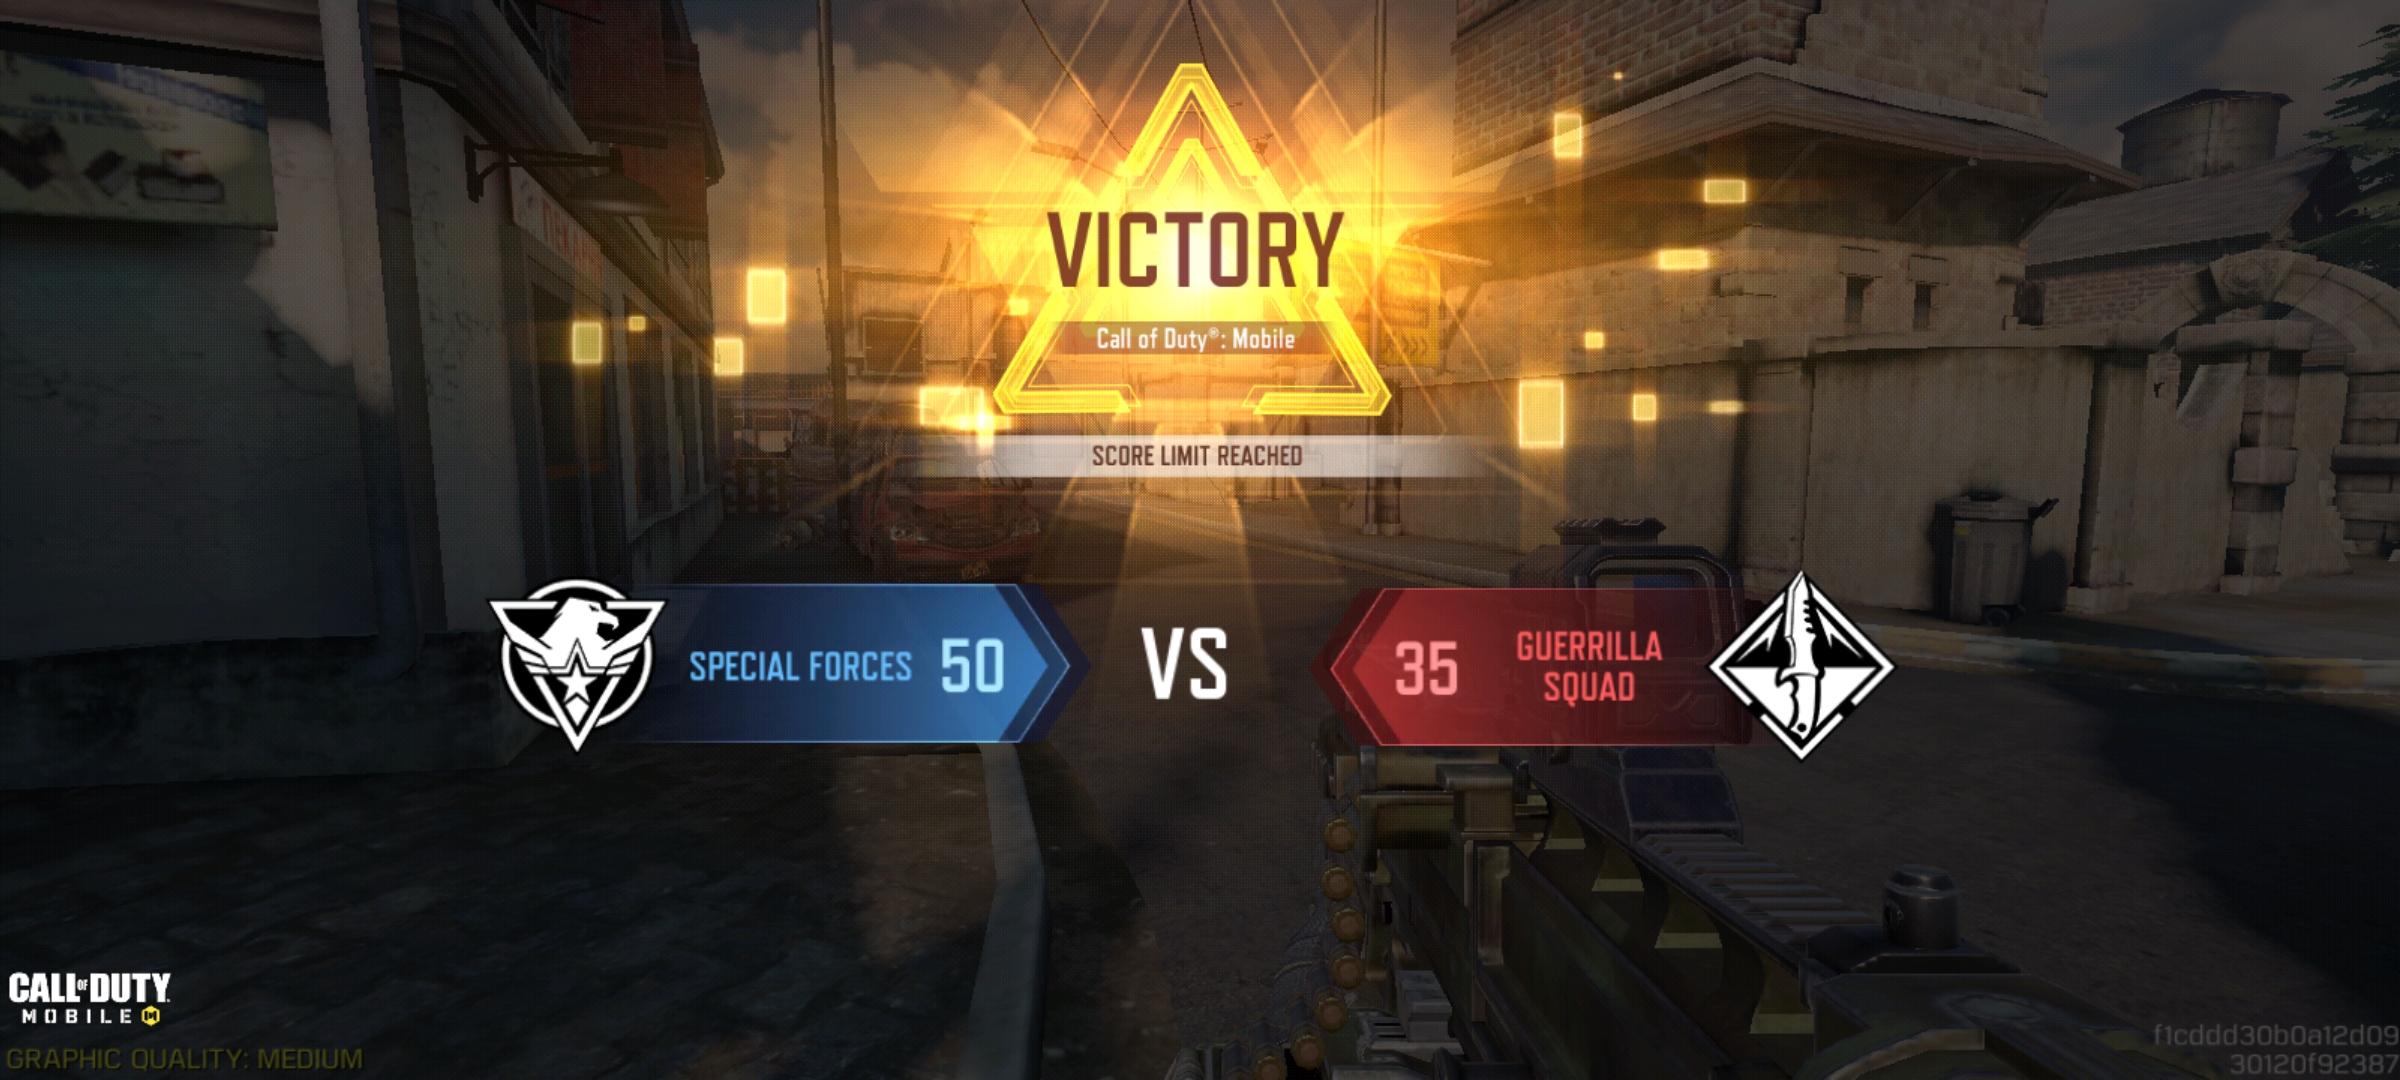 VICTORY
Call of Duty®: Mobile
SCORE LIMIT REACHED
SPECIAL FORCES 50
VS
35 GUERRILLA
SQUAD
CALL OF DUTY
MOBILE
GRAPHIC QUALITY: MEDIUM
f1cddd30b0a12d09
30120f92387